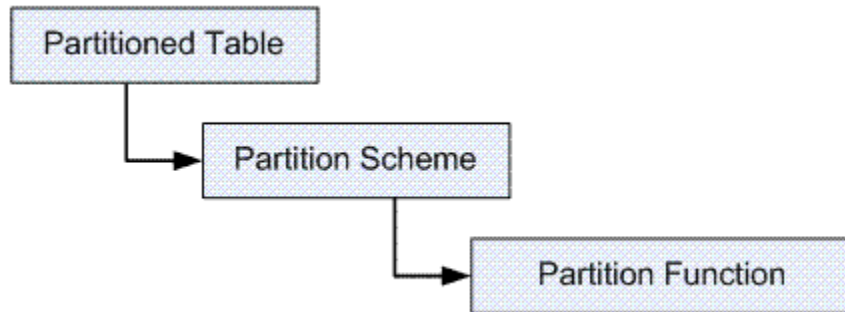 Partitioned Table
Partition Scheme
Partition Function